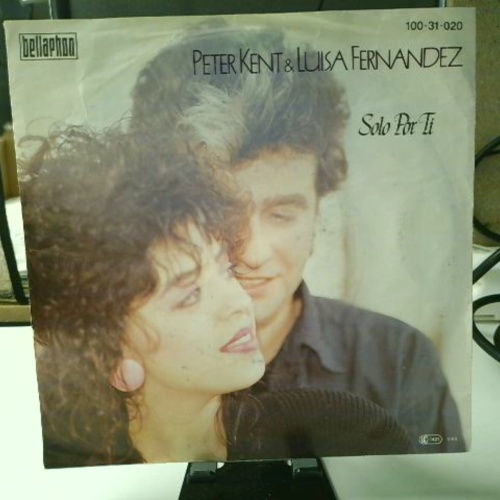 bellaphon
100·31·020
PETER KENT & LUISA FERNANDEZ
Solo Por Ti